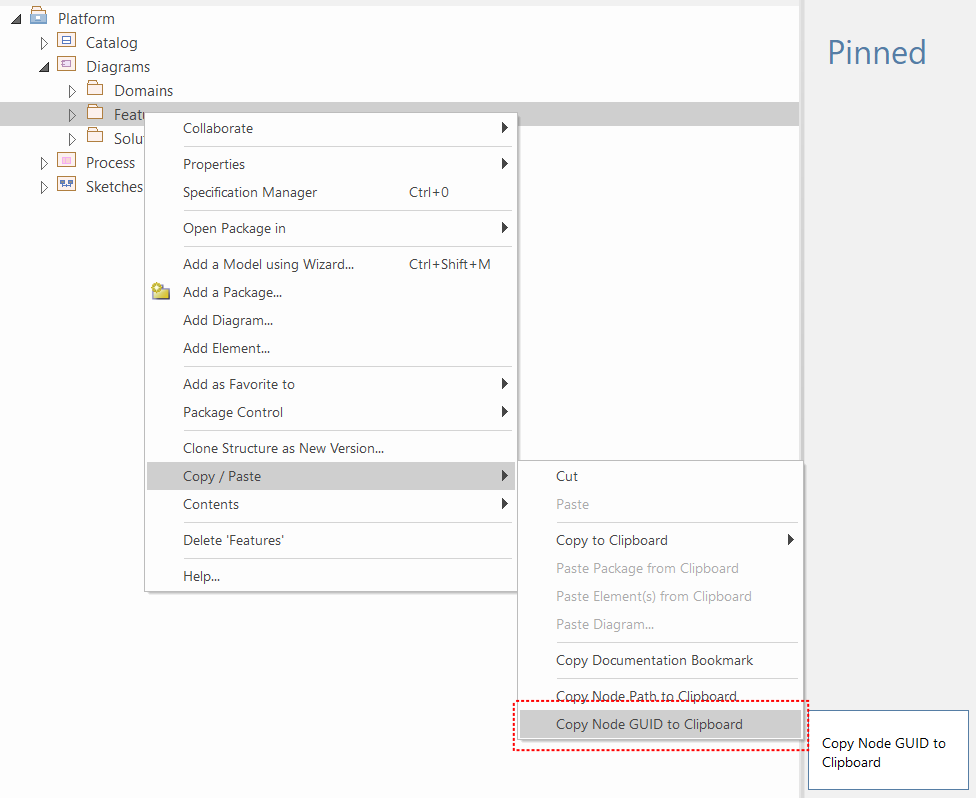 Platform
Catalog
Diagrams
Domains
Featu
Solut
Process
Sketches
Pinned
Collaborate
Properties
Specification Manager Ctrl+0
Open Package in
Add a Model using Wizard... Ctrl+Shift+M
Add a Package...
Add Diagram...
Add Element...
Add as Favorite to
Package Control
Clone Structure as New Version...
Copy / Paste
Contents
Delete 'Features'
Help...
Cut
Paste
Copy to Clipboard
Paste Package from Clipboard
Paste Element(s) from Clipboard
Paste Diagram...
Copy Documentation Bookmark
Copy Node Path to Clipboard
Copy Node GUID to Clipboard
Copy Node GUID to
Clipboard